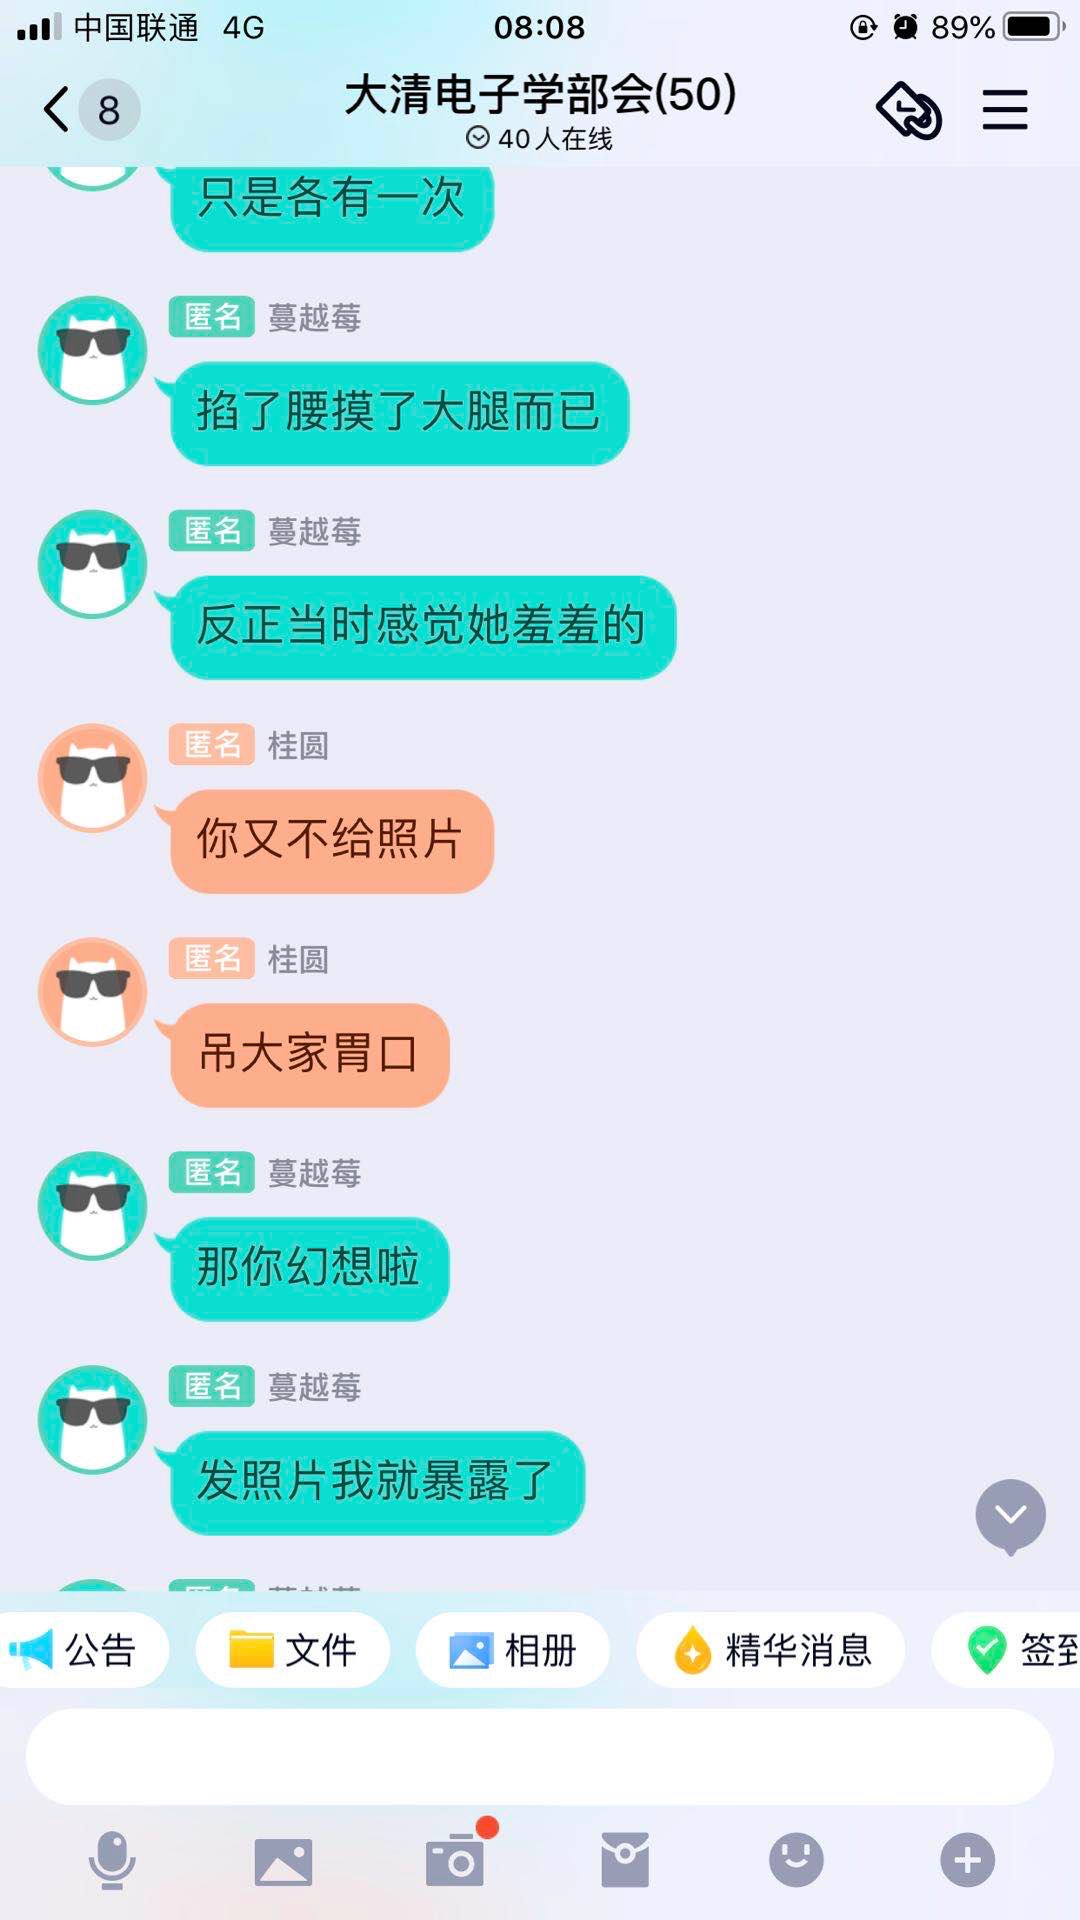 中国联通 4G 08:08 89%
8 大清电子学部会(50)
40人在线
只是各有一次
匿名 蔓越莓
掐了腰摸了大腿而已
匿名 蔓越莓
反正当时感觉她羞羞的
匿名 桂圆
你又不给照片
匿名 桂圆
吊大家胃口
匿名 蔓越莓
那你幻想啦
匿名 蔓越莓
发照片我就暴露了
公告 文件 相册 精华消息 签到